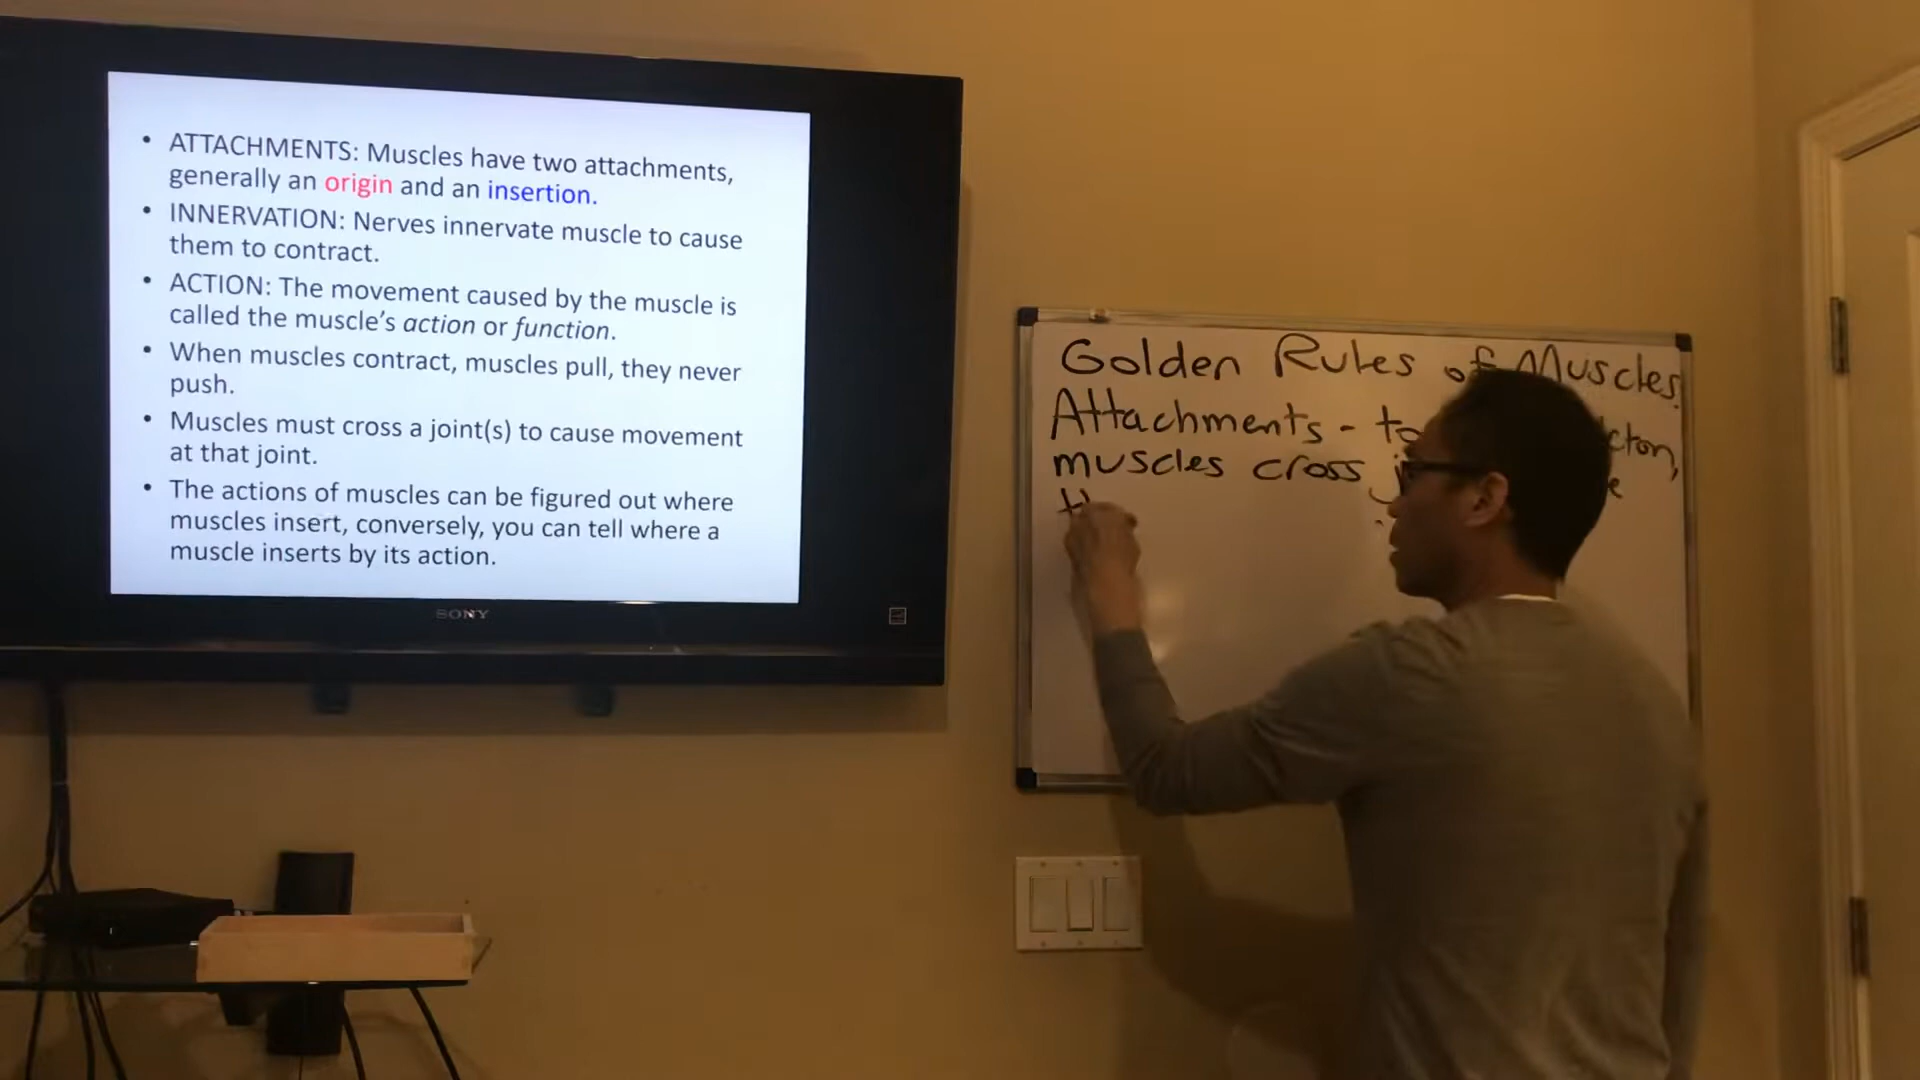 • ATTACHMENTS: Muscles have two attachments,
generally an origin and an insertion.
• INNERVATION: Nerves innervate muscle to cause
them to contract.
• ACTION: The movement caused by the muscle is
called the muscle's action or function.
• When muscles contract, muscles pull, they never
push.
• Muscles must cross a joint(s) to cause movement
at that joint.
• The actions of muscles can be figured out where
muscles insert, conversely, you can tell where a
muscle inserts by its action.
SONY
Golden Rules of Muscles.
Attachments - to
muscles cross